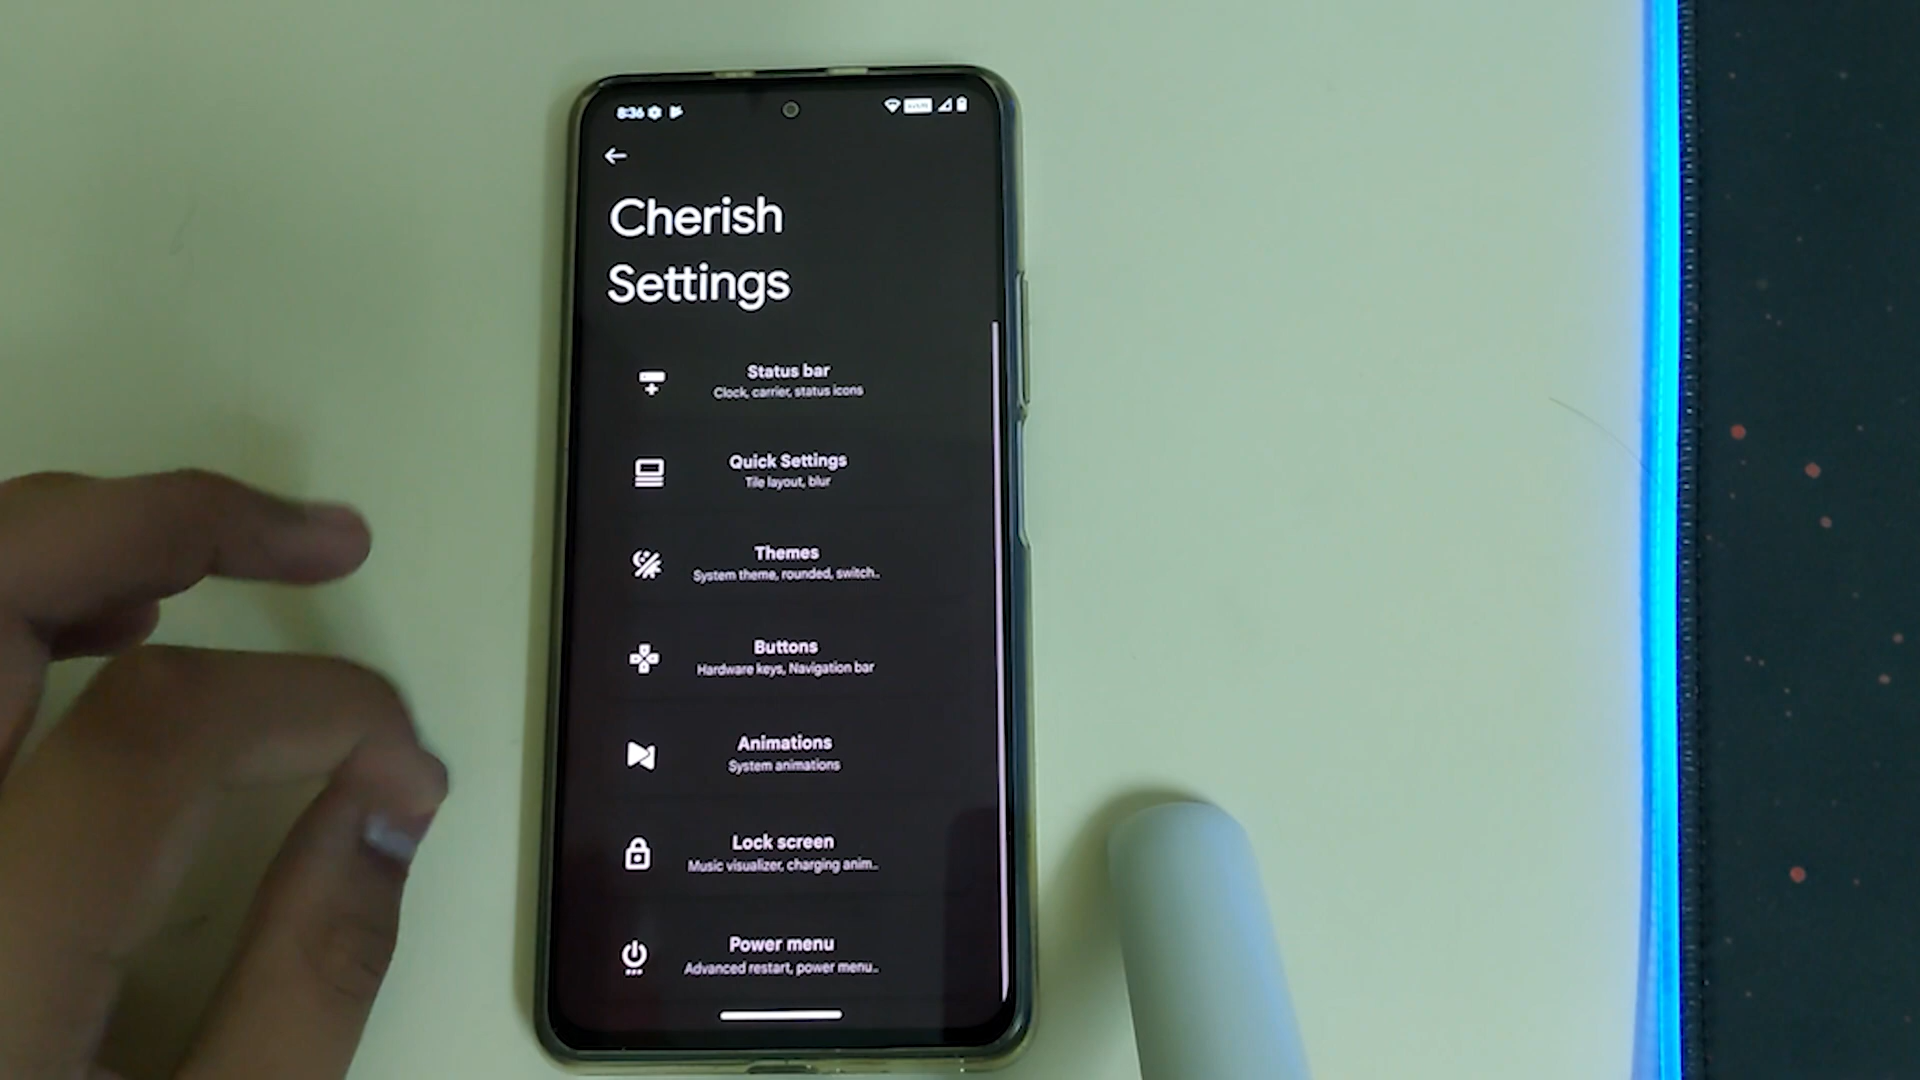 8:36
Cherish
Settings
Status bar
Clock, carrier, status icons
Quick Settings
Tile layout, blur
Themes
System theme, rounded, switch..
Buttons
Hardware keys, Navigation bar
Animations
System animations
Lock screen
Music visualizer, charging anim..
Power menu
Advanced restart, power menu..